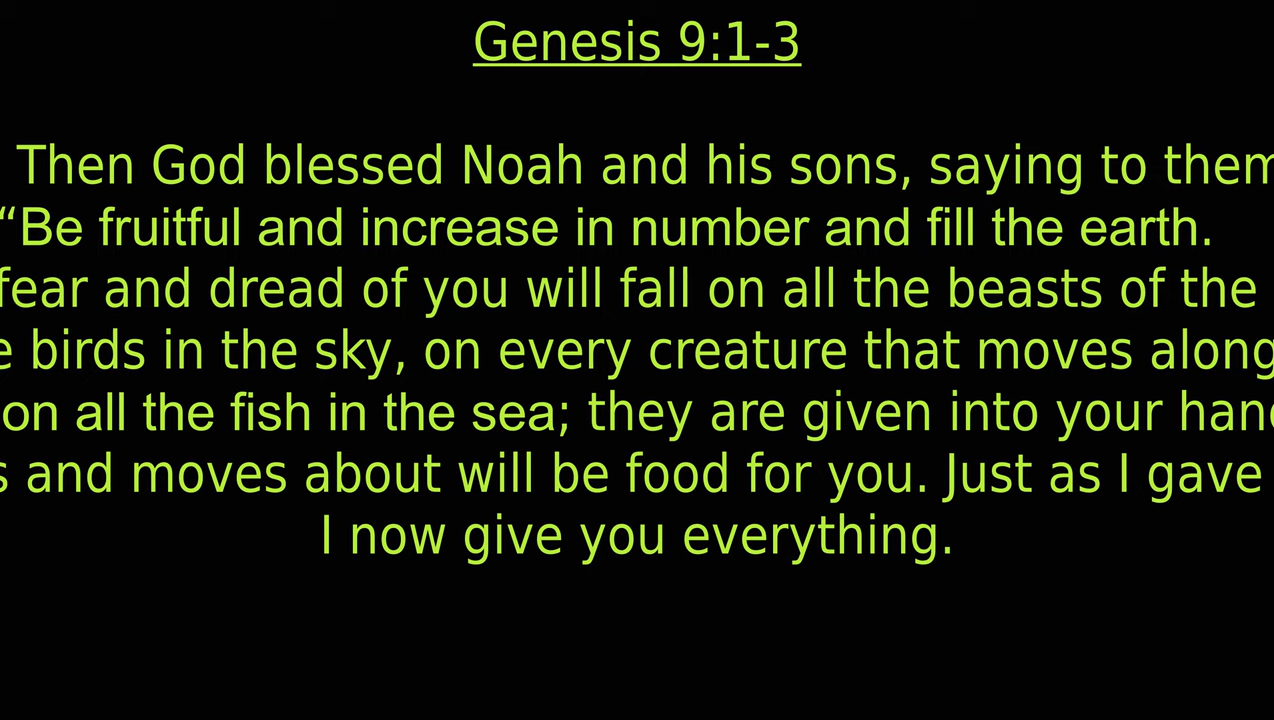 Genesis 9:1-3
Then God blessed Noah and his sons, saying to them
“Be fruitful and increase in number and fill the earth.
fear and dread of you will fall on all the beasts of the
birds in the sky, on every creature that moves along
on all the fish in the sea; they are given into your
and moves about will be food for you. Just as I gave
I now give you everything.